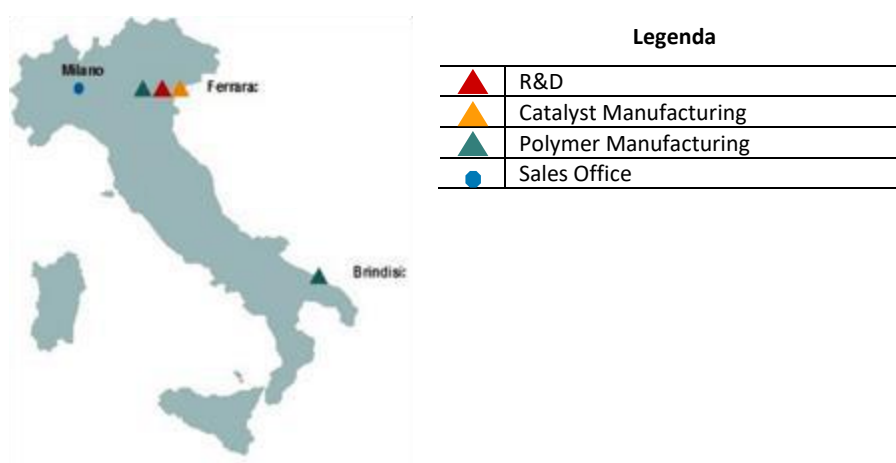 Milano
Ferrara:
Brindisi:
Legenda
R&D
Catalyst Manufacturing
Polymer Manufacturing
Sales Office